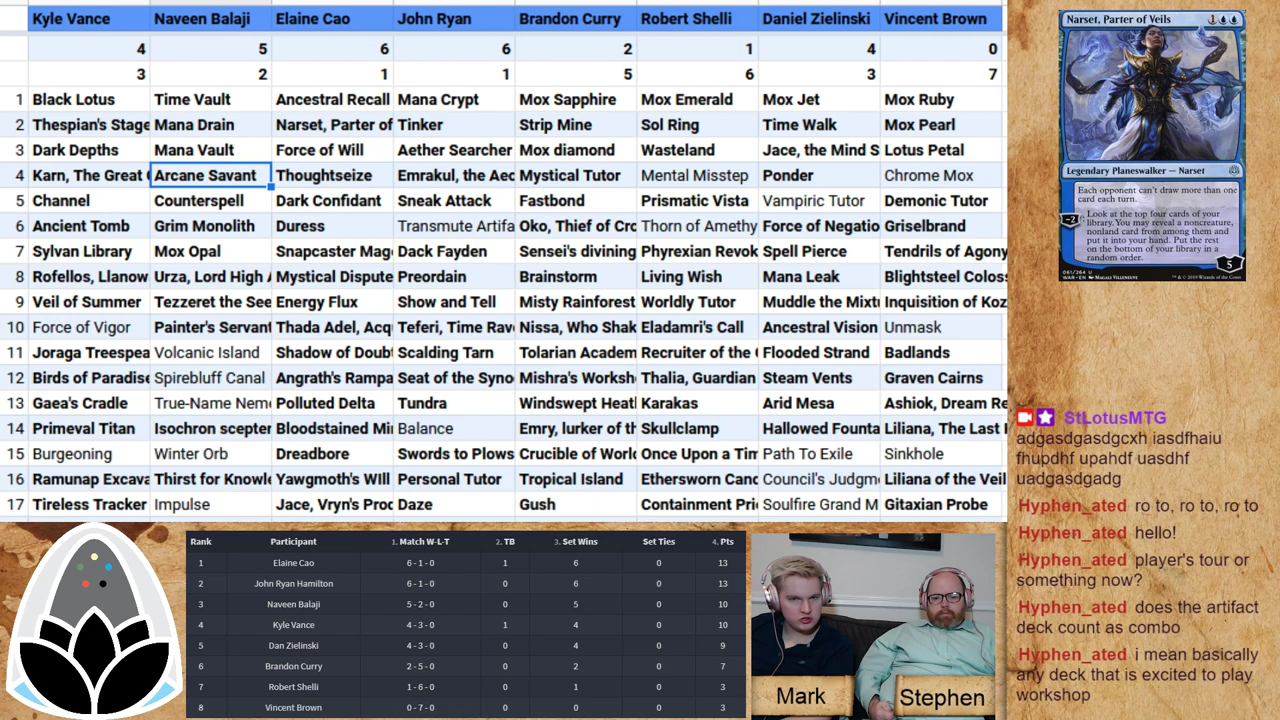 Kyle Vance Naveen Balaji Elaine Cao John Ryan Brandon Curry Robert Shelli Daniel Zielinski Vincent Brown
4 5 6 6 2 1 4 0
3 2 1 1 5 6 3 7
1 Black Lotus Time Vault Ancestral Recall Mana Crypt Mox Sapphire Mox Emerald Mox Jet Mox Ruby
2 Thespian's Stage Mana Drain Narset, Parter of Tinker Strip Mine Sol Ring Time Walk Mox Pearl
3 Dark Depths Mana Vault Force of Will Aether Searcher Mox diamond Wasteland Jace, the Mind S Lotus Petal
4 Karn, The Great Arcane Savant Thoughtseize Emrakul, the Aeo Mystical Tutor Mental Misstep Ponder Chrome Mox
5 Channel Counterspell Dark Confidant Sneak Attack Fastbond Prismatic Vista Vampiric Tutor Demonic Tutor
6 Ancient Tomb Grim Monolith Duress Transmute Artifa Oko, Thief of Cro Thorn of Amethy Force of Negatio Griselbrand
7 Sylvan Library Mox Opal Snapcaster Mag Dack Fayden Sensei's divining Phyrexian Revok Spell Pierce Tendrils of Agony
8 Rofellos, Llanow Urza, Lord High A Mystical Dispute Preordain Brainstorm Living Wish Mana Leak Blightsteel Colos
9 Veil of Summer Tezzeret the See Energy Flux Show and Tell Misty Rainforest Worldly Tutor Muddle the Mixtu Inquisition of Koz
10 Force of Vigor Painter's Servant Thada Adel, Acq Teferi, Time Rav Nissa, Who Shak Eladamri's Call Ancestral Vision Unmask
11 Joraga Treespea Volcanic Island Shadow of Doub Scalding Tarn Tolarian Academ Recruiter of the Flooded Strand Badlands
12 Birds of Paradise Spirebluff Canal Angrath's Rampa Seat of the Syno Mishra's Worksh Thalia, Guardian Steam Vents Graven Cairns
13 Gaea's Cradle True-Name Neme Polluted Delta Tundra Windswept Heat Karakas Arid Mesa Ashiok, Dream Re
14 Primeval Titan Isochron scepter Bloodstained Mi Balance Emry, lurker of th Skullclamp Hallowed Founta Liliana, The Last
15 Burgeoning Winter Orb Dreadbore Swords to Plows Crucible of World Once Upon a Tim Path To Exile Sinkhole
16 Ramunap Excava Thirst for Knowle Yawgmoth's WIll Personal Tutor Tropical Island Ethersworn Cano Council's Judgm Liliana of the Veil
17 Tireless Tracker Impulse Jace, Vryn's Prod Daze Gush Containment Prie Soulfire Grand M Gitaxian Probe
Narset, Parter of Veils 1
Legendary Planeswalker — Narset
Each opponent can't draw more than one
card each turn.
-2 Look at the top four cards of your
library. You may reveal a noncreature,
nonland card from among them and
put it into your hand. Put the rest
on the bottom of your library in a
random order.
5
StLotusMTG
adgasdgasdgcxh iasdfhaiu
fhupdhf upahdf uasdhf
uadgasdgadg
Hyphen_ated ro to, ro to, ro to
Hyphen_ated hello!
Hyphen_ated player's tour or
something now?
Hyphen_ated does the artifact
deck count as combo
Hyphen_ated i mean basically
any deck that is excited to play
workshop
Rank Participant 1. Match W-L-T 2. TB 3. Set Wins Set Ties 4. Pts
1 Elaine Cao 6 - 1 - 0 1 6 0 13
2 John Ryan Hamilton 6 - 1 - 0 0 6 0 13
3 Naveen Balaji 5 - 2 - 0 0 5 0 10
4 Kyle Vance 4 - 3 - 0 1 4 0 10
5 Dan Zielinski 4 - 3 - 0 0 4 0 9
6 Brandon Curry 2 - 5 - 0 0 2 0 7
7 Robert Shelli 1 - 6 - 0 0 1 0 3
8 Vincent Brown 0 - 7 - 0 0 0 0 3
Mark
Stephen